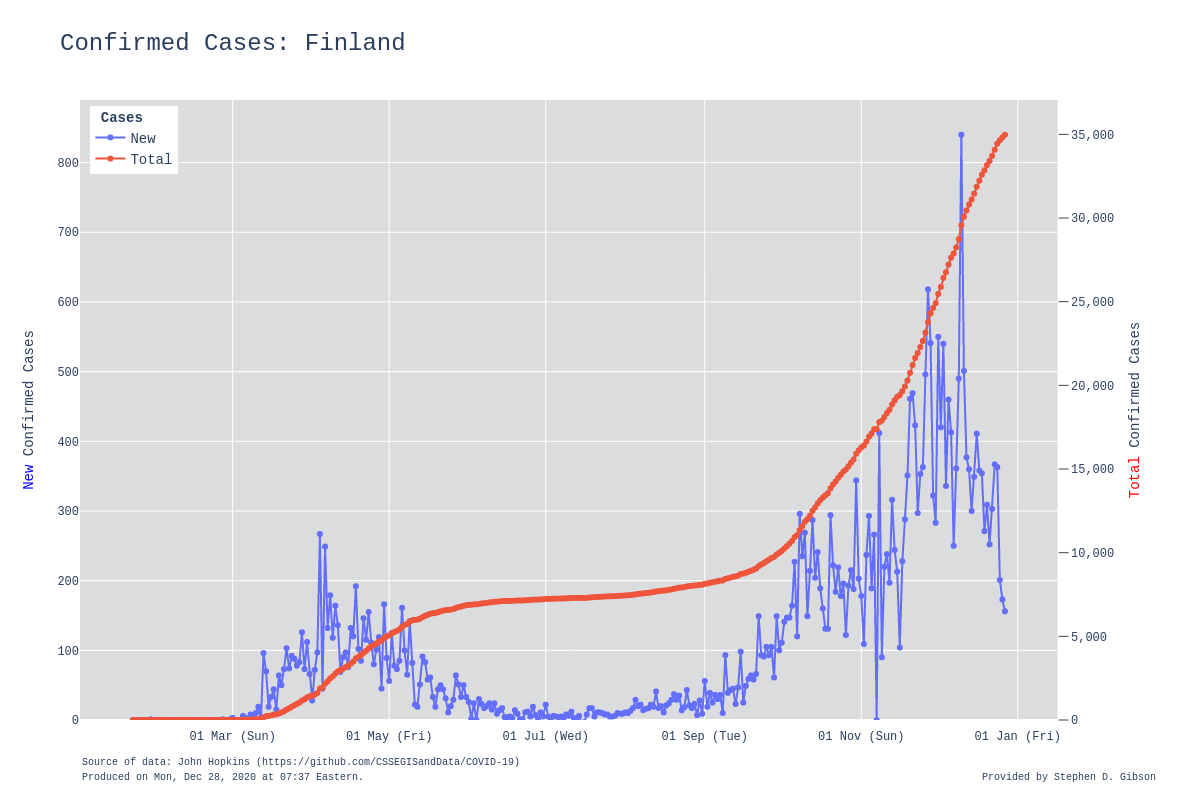 Confirmed Cases: Finland
Cases
New
Total
800
700
600
500
400
300
200
100
0
35,000
30,000
25,000
20,000
15,000
10,000
5,000
0
New Confirmed Cases
Total Confirmed Cases
01 Mar (Sun) 01 May (Fri) 01 Jul (Wed) 01 Sep (Tue) 01 Nov (Sun) 01 Jan (Fri)
Source of data: John Hopkins (https://github.com/CSSEGISandData/COVID-19)
Produced on Mon, Dec 28, 2020 at 07:37 Eastern.
Provided by Stephen D. Gibson